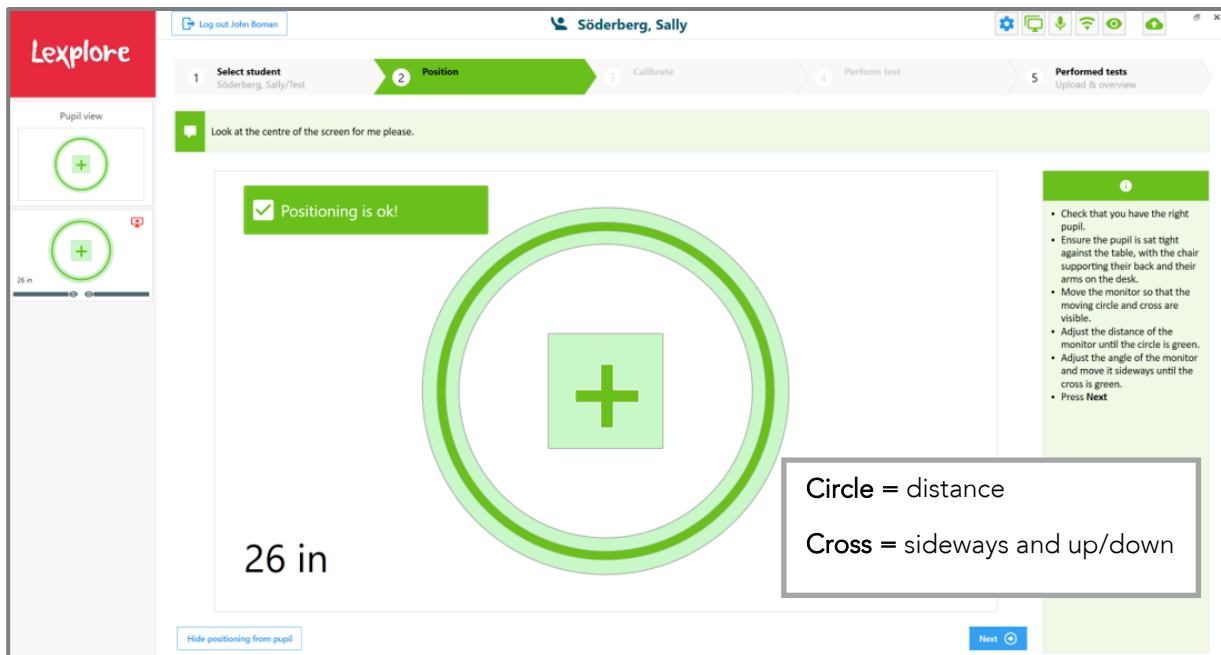 Lexplore
Log out John Boman
Söderberg, Sally
1 Select student
Söderberg, Sally/Test
2 Position
3 Calibrate
4 Perform test
5 Performed tests
Upload & overview
Pupil view
26 in
Look at the centre of the screen for me please.
Positioning is ok!
26 in
• Check that you have the right
pupil.
• Ensure the pupil is sat tight
against the table, with the chair
supporting their back and their
arms on the desk.
• Move the monitor so that the
moving circle and cross are
visible.
• Adjust the distance of the
monitor until the circle is green.
• Adjust the angle of the monitor
and move it sideways until the
cross is green.
• Press Next
Circle = distance
Cross = sideways and up/down
Hide positioning from pupil
Next